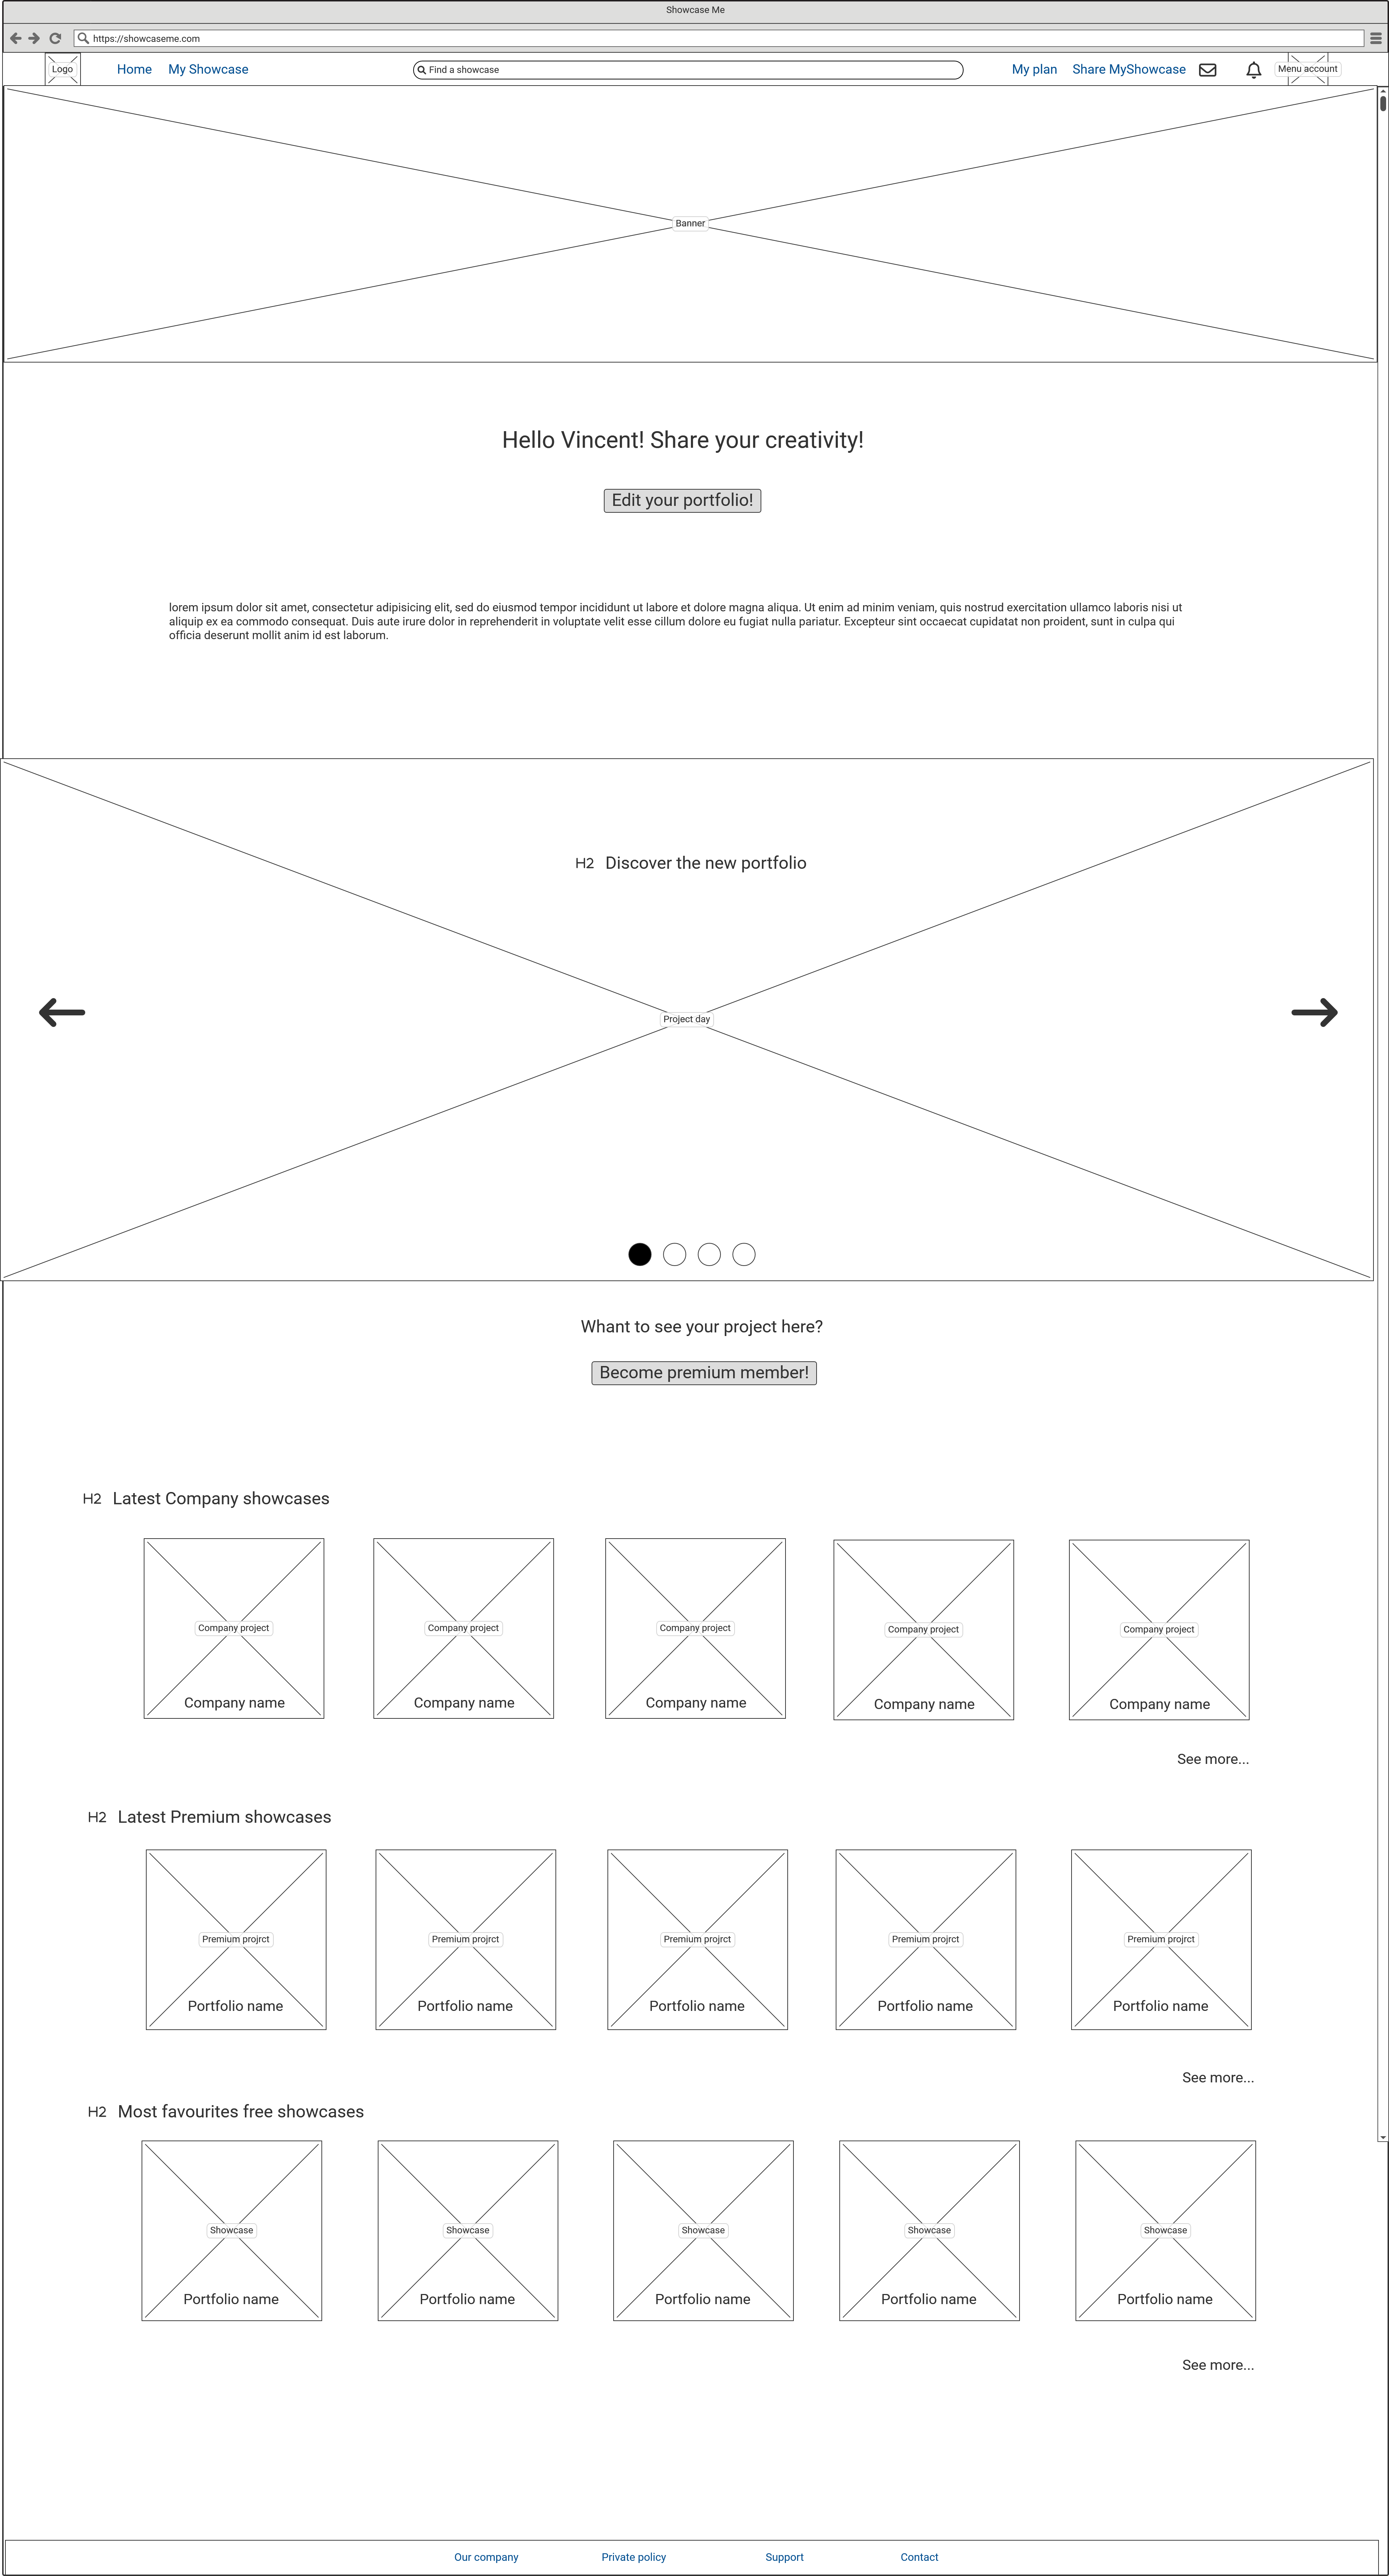 Showcase Me
https://showcaseme.com
Logo Home My Showcase Find a showcase My plan Share MyShowcase Menu account
Banner
Hello Vincent! Share your creativity!
Edit your portfolio!
lorem ipsum dolor sit amet, consectetur adipisicing elit, sed do eiusmod tempor incididunt ut labore et dolore magna aliqua. Ut enim ad minim veniam, quis nostrud exercitation ullamco laboris nisi ut
aliquip ex ea commodo consequat. Duis aute irure dolor in reprehenderit in voluptate velit esse cillum dolore eu fugiat nulla pariatur. Excepteur sint occaecat cupidatat non proident, sunt in culpa qui
officia deserunt mollit anim id est laborum.
H2 Discover the new portfolio
Project day
Whant to see your project here?
Become premium member!
H2 Latest Company showcases
Company project Company project Company project Company project Company project
Company name Company name Company name Company name Company name
See more...
H2 Latest Premium showcases
Premium projrct Premium projrct Premium projrct Premium projrct Premium projrct
Portfolio name Portfolio name Portfolio name Portfolio name Portfolio name
See more...
H2 Most favourites free showcases
Showcase Showcase Showcase Showcase Showcase
Portfolio name Portfolio name Portfolio name Portfolio name Portfolio name
See more...
Our company Private policy Support Contact